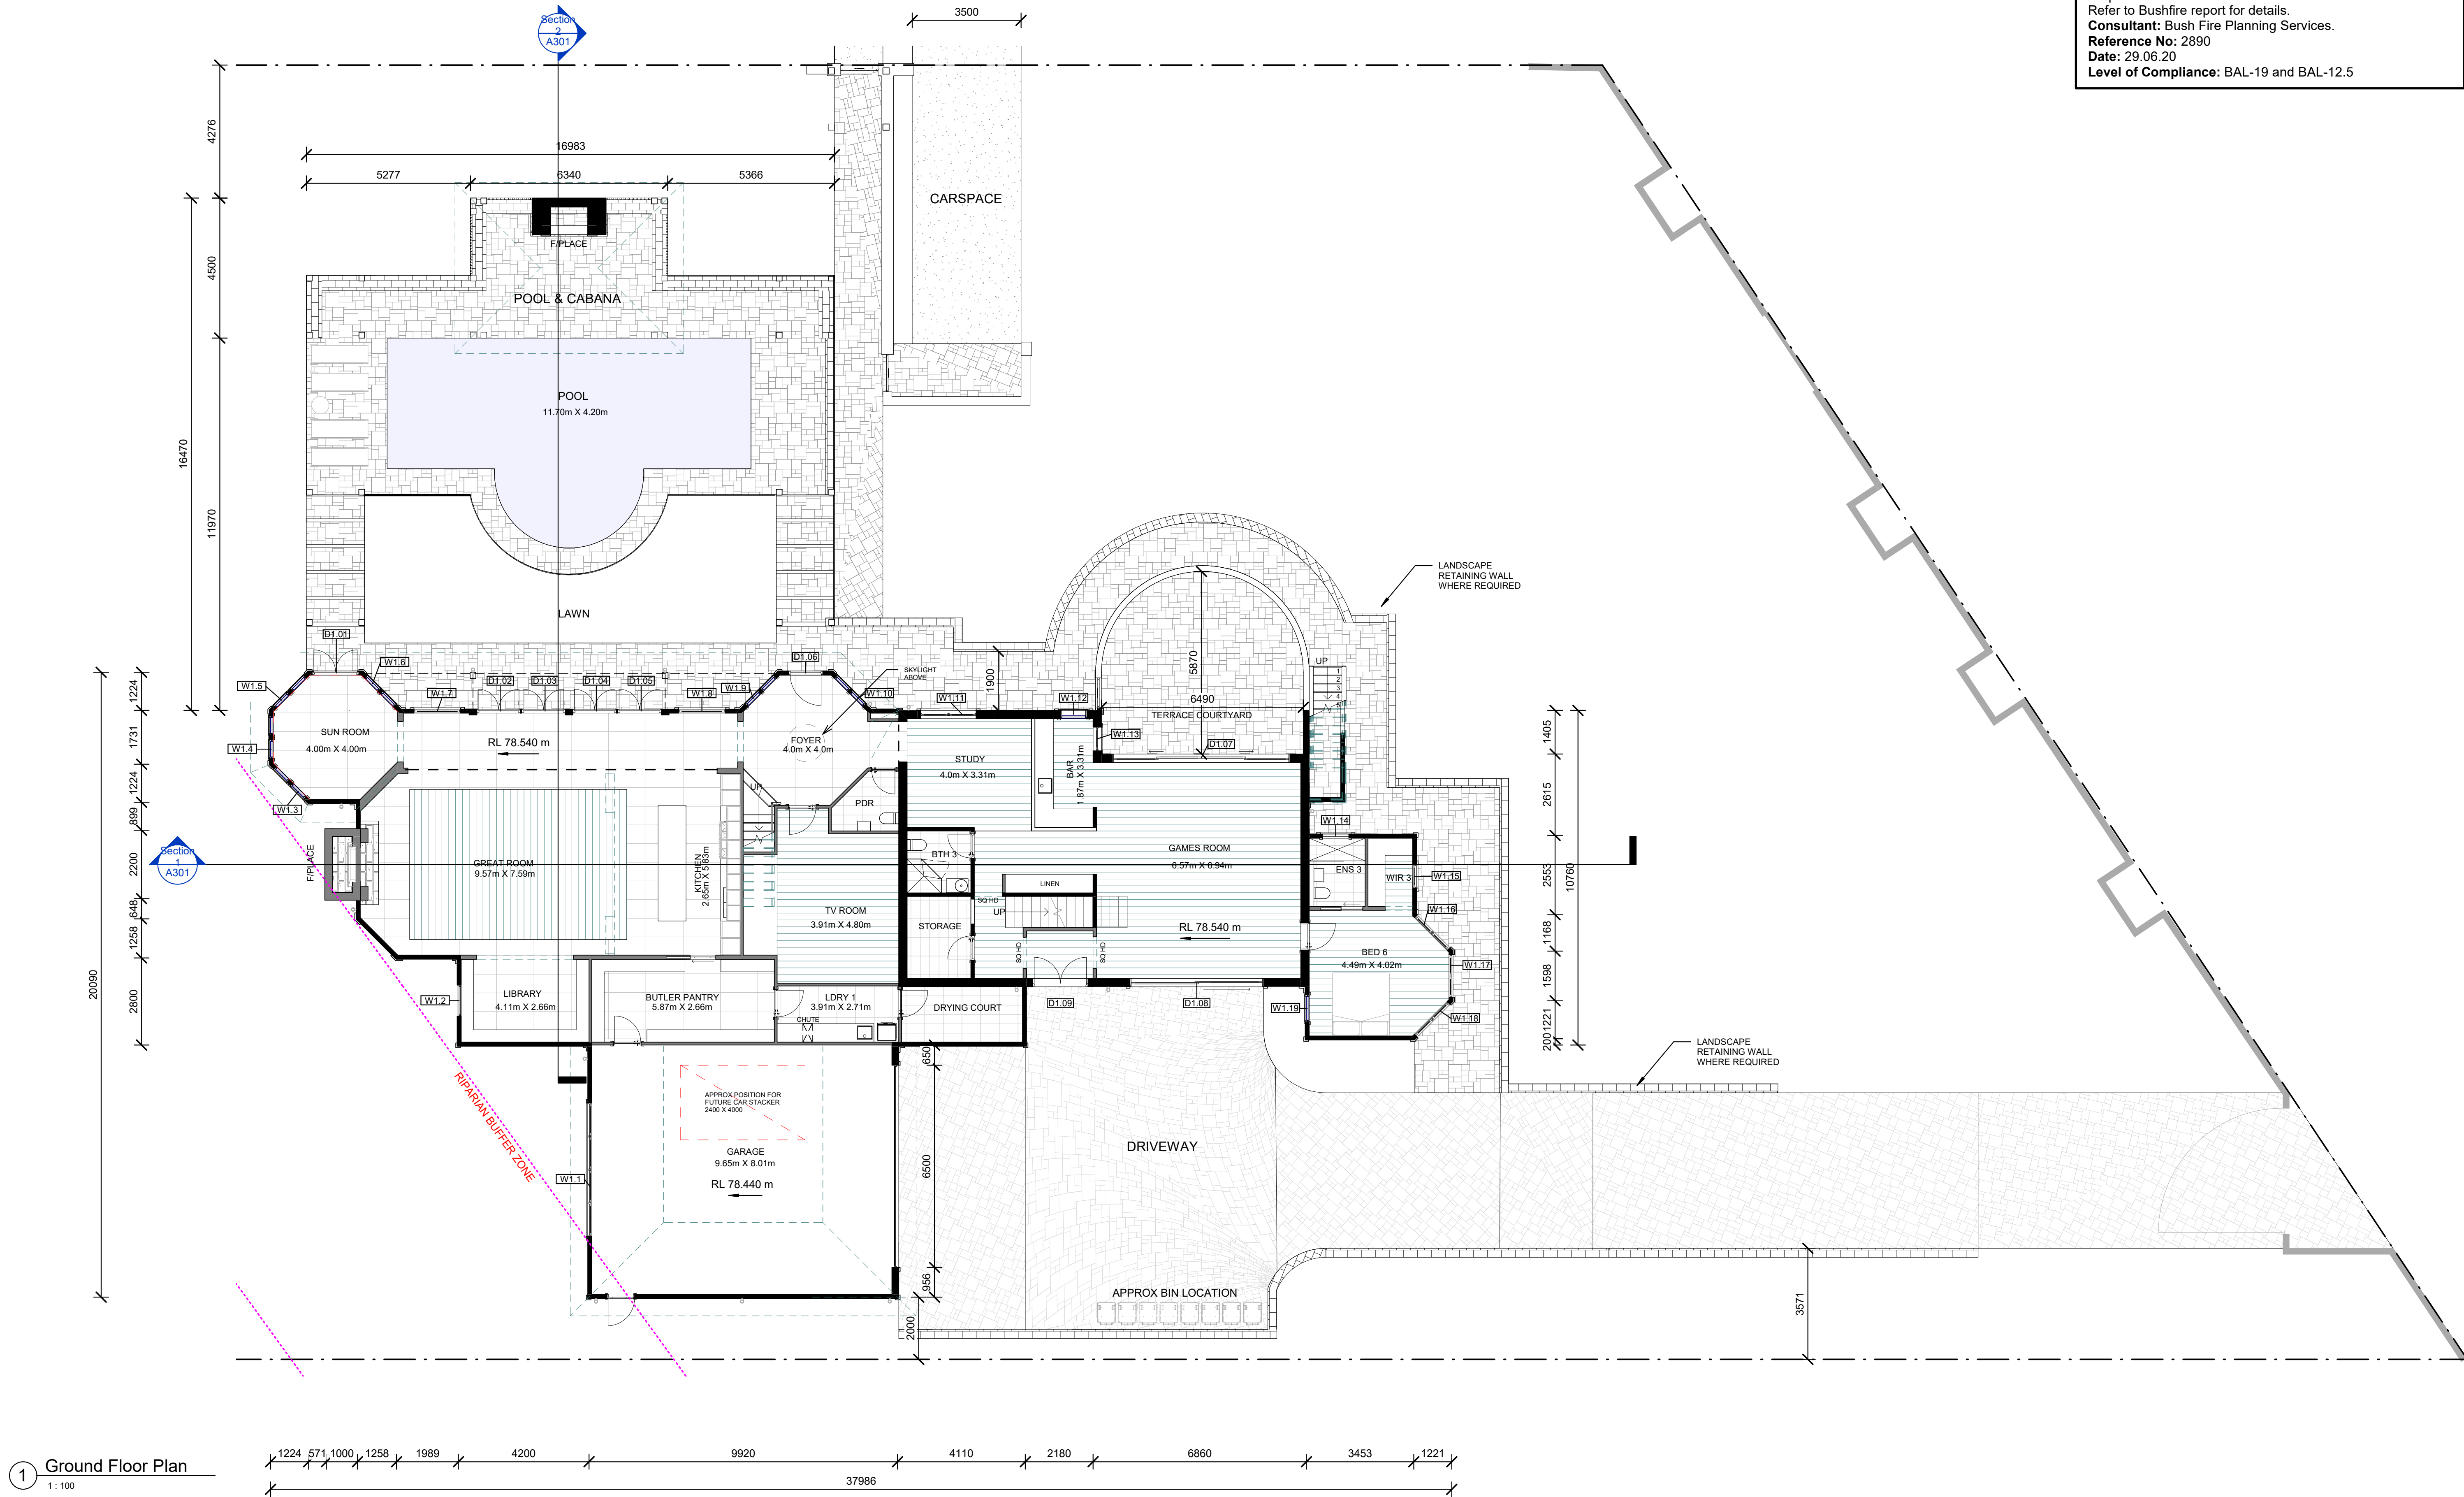 Refer to Bushfire report for details.
Consultant: Bush Fire Planning Services.
Reference No: 2890
Date: 29.06.20
Level of Compliance: BAL-19 and BAL-12.5
Section
2
A301
3500
4276
16983
5277
6340
5366
CARSPACE
F/PLACE
4500
POOL & CABANA
16470
POOL
11.70m X 4.20m
11970
LAWN
LANDSCAPE
RETAINING WALL
WHERE REQUIRED
D1.01
W1.6
W1.5
W1.7
D1.02
D1.03
D1.04
D1.05
W1.8
W1.9
D1.06
SKYLIGHT
ABOVE
W1.10
W1.11
1900
W1.12
5870
6490
TERRACE COURTYARD
D1.07
W1.13
UP
1
2
3
4
5
1224
1731
1224
899
2200
648
1258
2800
20090
SUN ROOM
4.00m X 4.00m
W1.4
W1.3
RL 78.540 m
FOYER
4.0m X 4.0m
STUDY
4.0m X 3.31m
BAR
1.87m X 3.31m
UP
PDR
F/PLACE
Section
1
A301
GREAT ROOM
9.57m X 7.59m
KITCHEN
2.65m X 5.83m
TV ROOM
3.91m X 4.80m
BTH 3
LINEN
SQ HD
UP
STORAGE
SQ HD
SQ HD
GAMES ROOM
6.57m X 6.94m
RL 78.540 m
W1.14
ENS 3
WIR 3
W1.15
W1.16
BED 6
4.49m X 4.02m
W1.17
W1.18
W1.19
1405
2615
2553
1168
1598
1221
200
10760
W1.2
LIBRARY
4.11m X 2.66m
BUTLER PANTRY
5.87m X 2.66m
LDRY 1
3.91m X 2.71m
CHUTE
DRYING COURT
D1.09
D1.08
LANDSCAPE
RETAINING WALL
WHERE REQUIRED
RIPARIAN BUFFER ZONE
APPROX POSITION FOR
FUTURE CAR STACKER
2400 X 4000
GARAGE
9.65m X 8.01m
RL 78.440 m
W1.1
650
6500
956
2000
DRIVEWAY
APPROX BIN LOCATION
3571
1224
571
1000
1258
1989
4200
9920
4110
2180
6860
3453
1221
37986
1
Ground Floor Plan
1 : 100